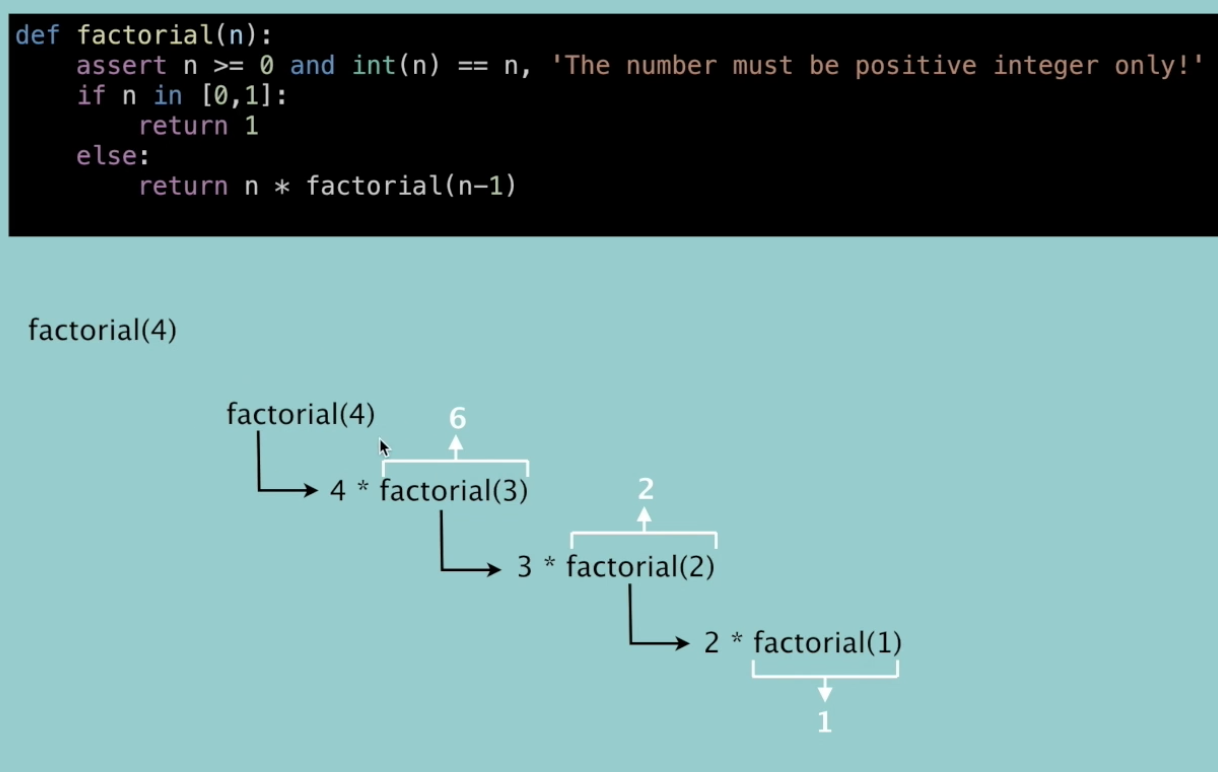 def factorial(n):
    assert n >= 0 and int(n) == n, 'The number must be positive integer only!'
    if n in [0,1]:
        return 1
    else:
        return n * factorial(n-1)
factorial(4)
factorial(4)
6
4 * factorial(3)
2
3 * factorial(2)
2 * factorial(1)
1